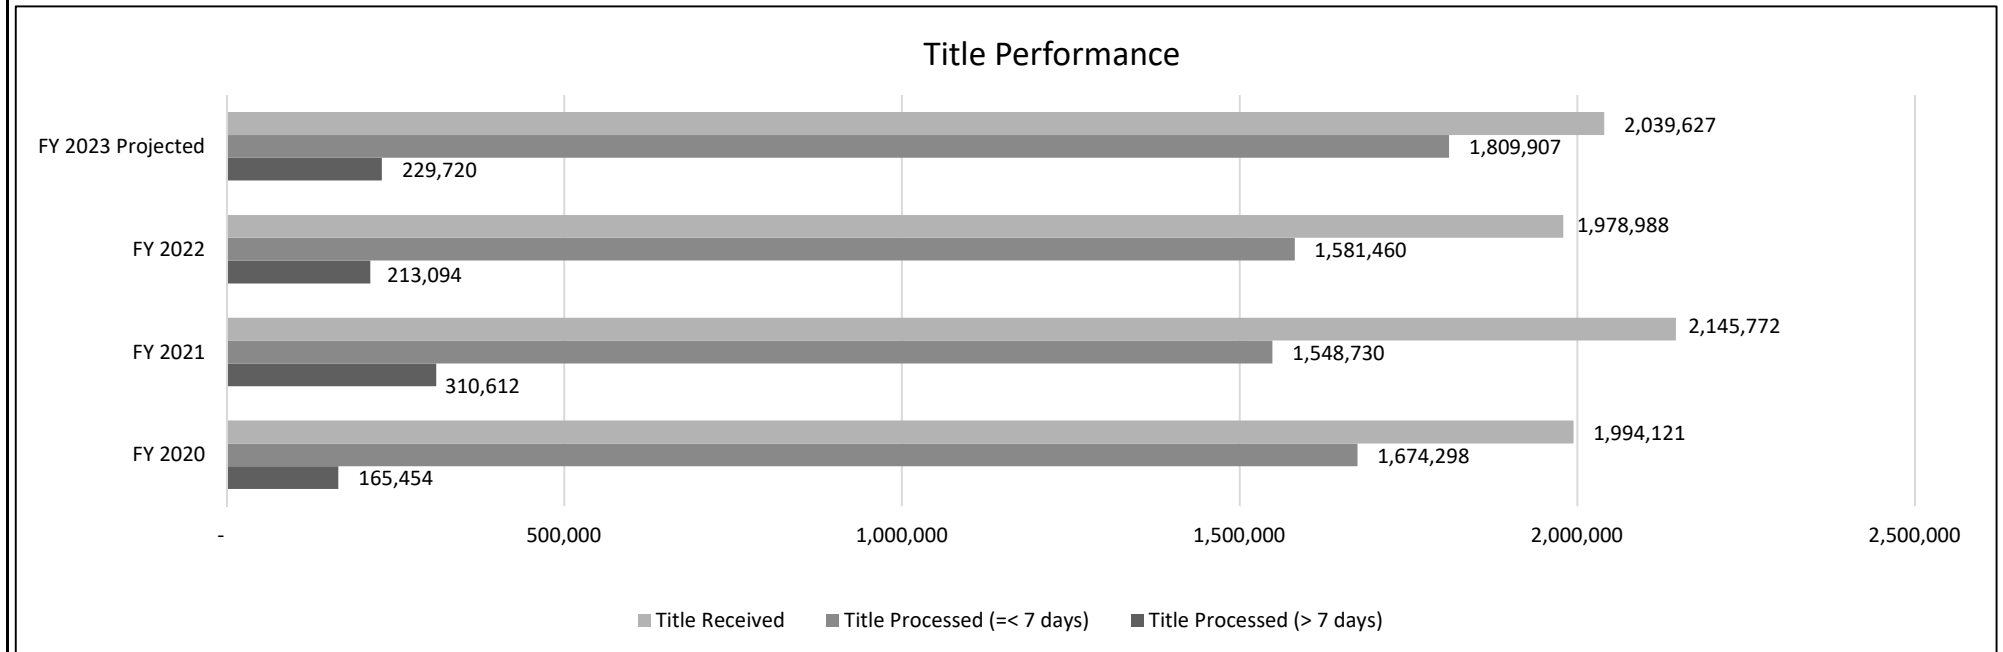 Title Performance
FY 2023 Projected
2,039,627
1,809,907
229,720
FY 2022
1,978,988
1,581,460
213,094
FY 2021
2,145,772
1,548,730
310,612
FY 2020
1,994,121
1,674,298
165,454
- 500,000 1,000,000 1,500,000 2,000,000 2,500,000
Title Received Title Processed (=< 7 days) Title Processed (> 7 days)